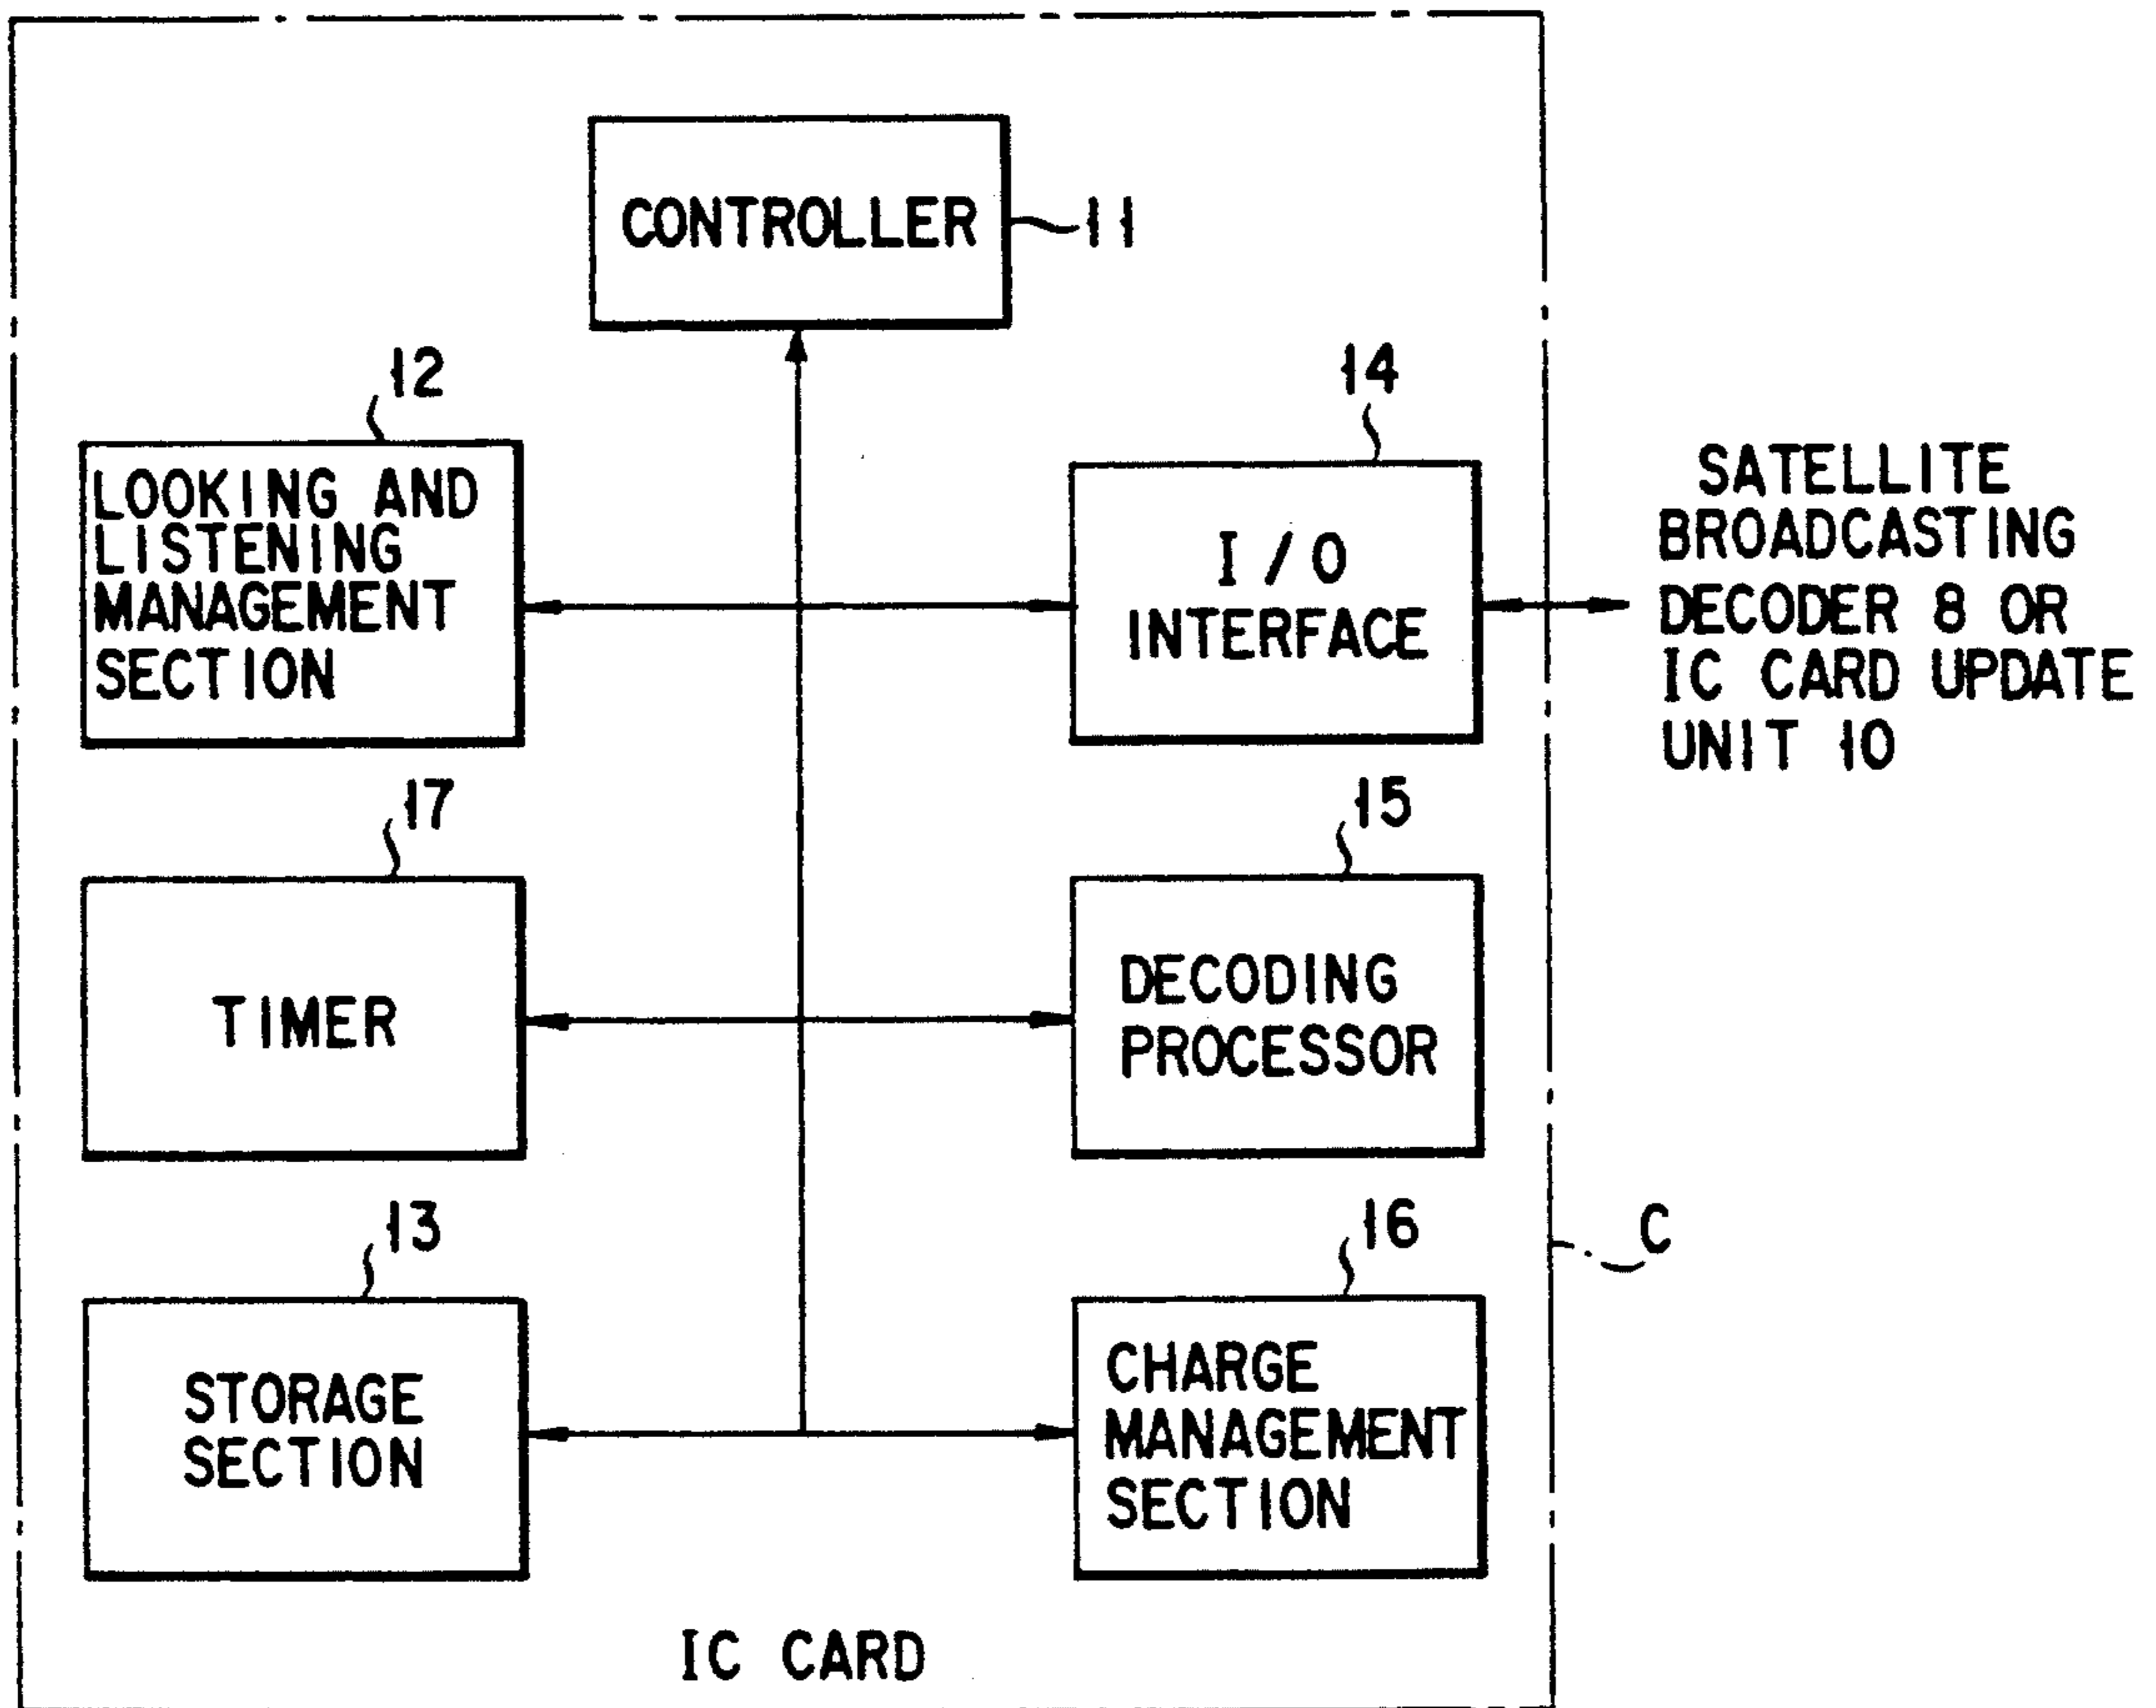 CONTROLLER
11
12
LOOKING AND
LISTENING
MANAGEMENT
SECTION
14
I/O
INTERFACE
SATELLITE
BROADCASTING
DECODER 8 OR
IC CARD UPDATE
UNIT 10
17
TIMER
15
DECODING
PROCESSOR
13
STORAGE
SECTION
16
CHARGE
MANAGEMENT
SECTION
C
IC CARD